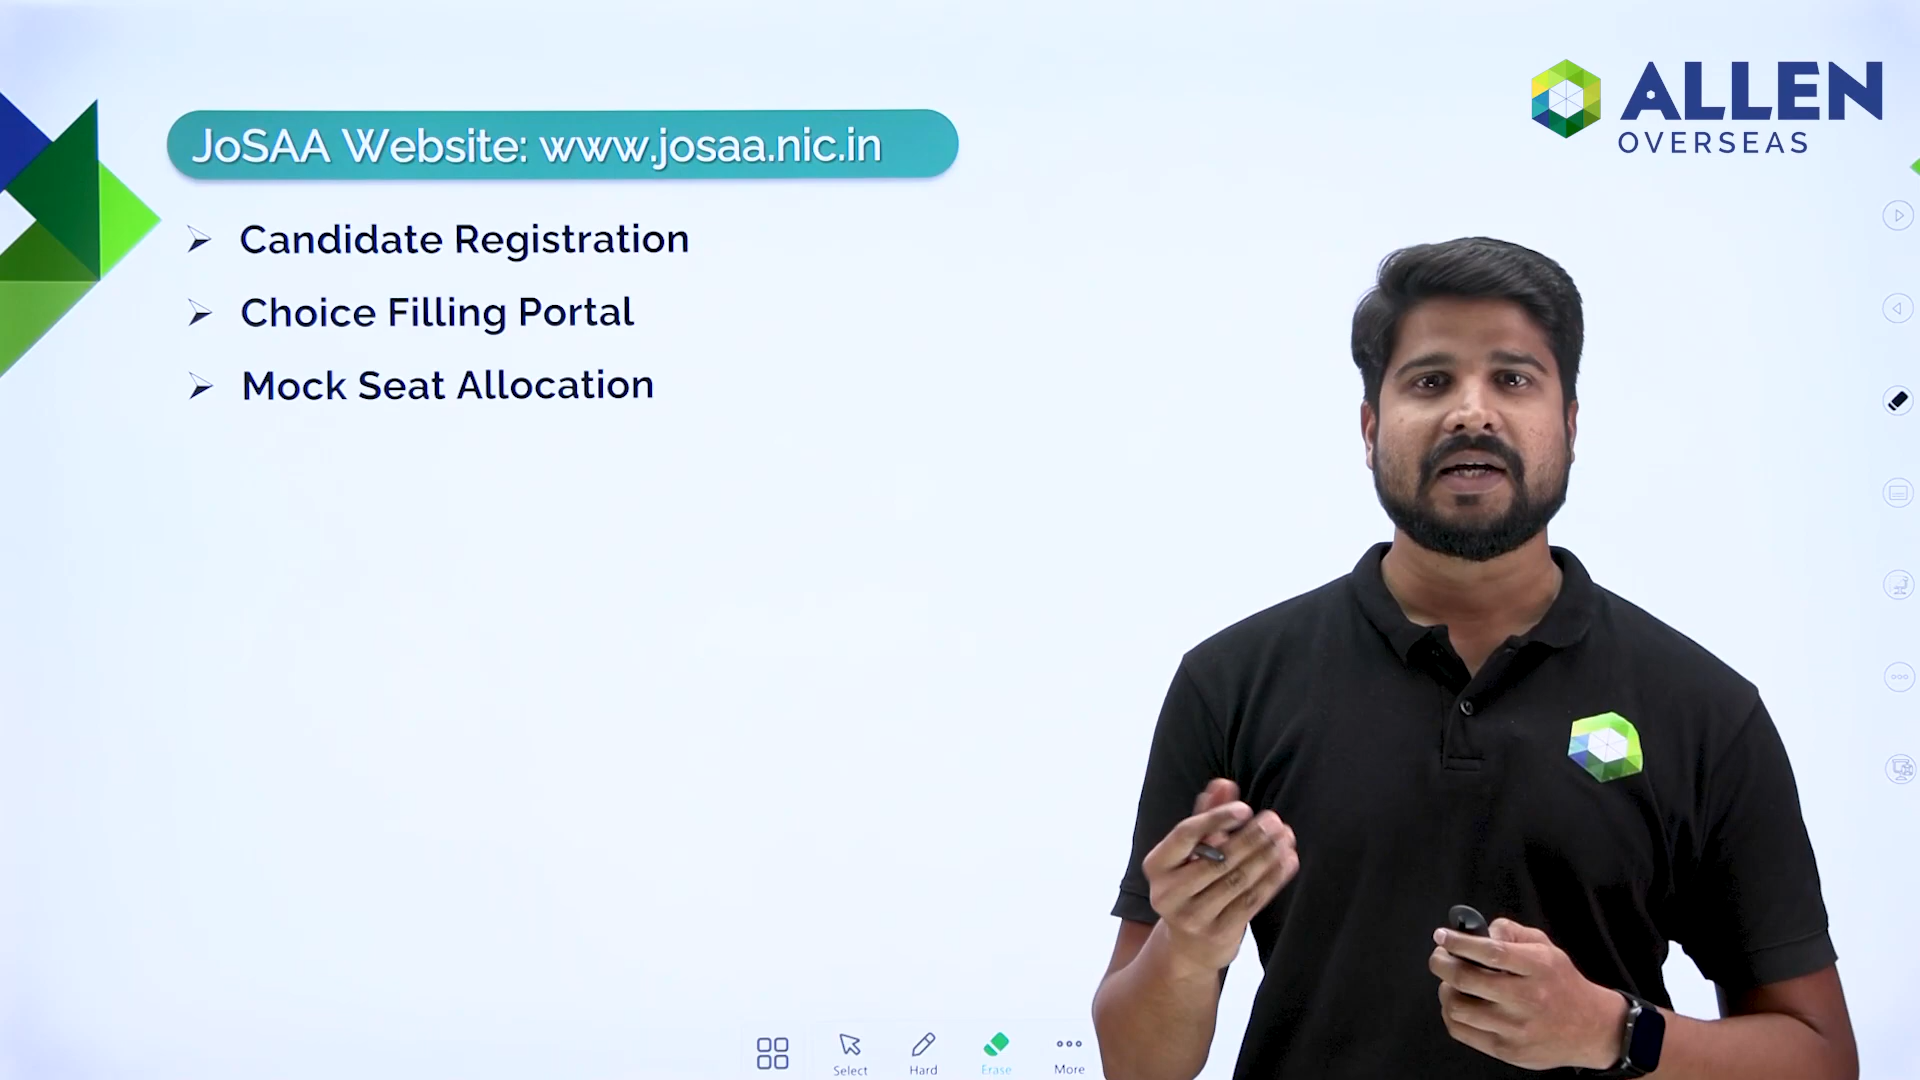 JoSAA Website: www.josaa.nic.in
ALLEN
OVERSEAS
Candidate Registration
Choice Filling Portal
Mock Seat Allocation
Select
Hard
Erase
More